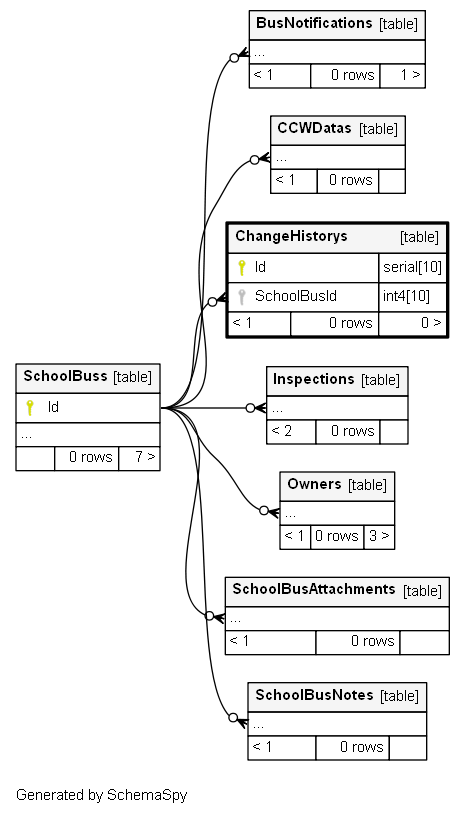 BusNotifications [table]
...
< 1 0 rows 1 >
CCWDatas [table]
...
< 1 0 rows
ChangeHistorys [table]
Id serial[10]
SchoolBusId int4[10]
< 1 0 rows 0 >
SchoolBuss [table]
Id
...
0 rows 7 >
Inspections [table]
...
< 2 0 rows
Owners [table]
...
< 1 0 rows 3 >
SchoolBusAttachments [table]
...
< 1 0 rows
SchoolBusNotes [table]
...
< 1 0 rows
Generated by SchemaSpy